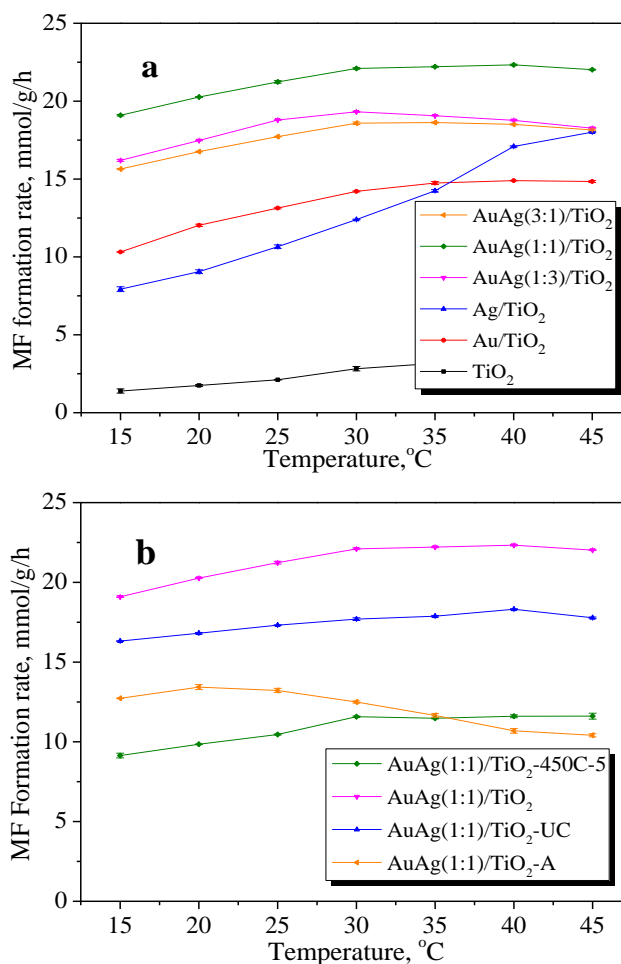 a
25
20
15
10
5
0
MF formation rate, mmol/g/h
AuAg(3:1)/TiO2
AuAg(1:1)/TiO2
AuAg(1:3)/TiO2
Ag/TiO2
Au/TiO2
TiO2
15 20 25 30 35 40 45
Temperature,°C
b
25
22
16
13
10
0
MF Formation rate, mmol/g/h
AuAg(1:1)/TiO2-450C-5
AuAg(1:1)/TiO2
AuAg(1:1)/TiO2-UC
AuAg(1:1)/TiO2-A
15 20 25 30 35 40 45
Temperature, °C